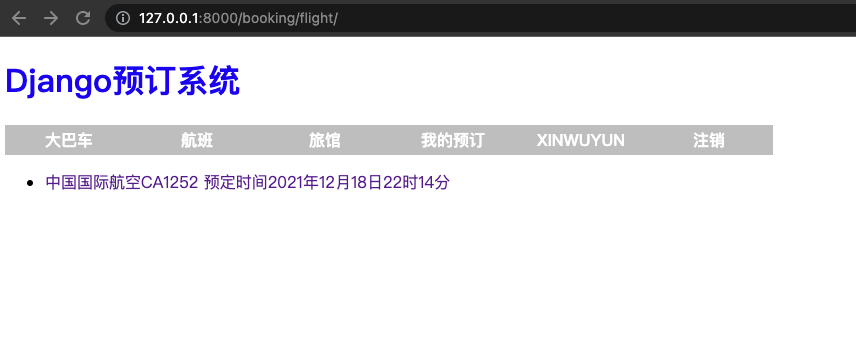 127.0.0.1:8000/booking/flight/
Django预订系统
大巴车 航班 旅馆 我的预订 XINWUYUN 注销
中国国际航空CA1252 预定时间2021年12月18日22时14分